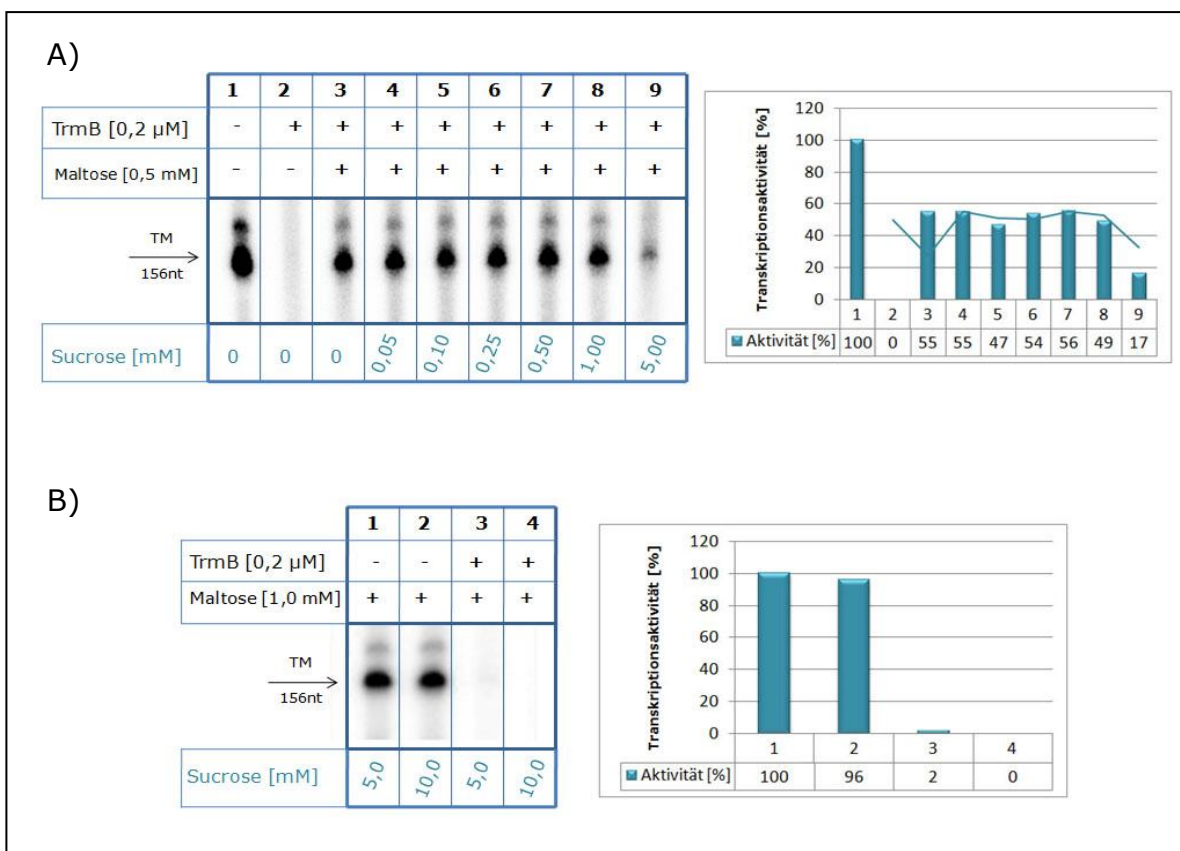 A)
1 2 3 4 5 6 7 8 9
TrmB [0,2 µM] - + + + + + + + +
Maltose [0,5 mM] - - + + + + + + +
TM
156nt
Sucrose [mM] 0 0 0 0,05 0,10 0,25 0,50 1,00 5,00
Transkriptionsaktivität [%]
120
100
80
60
40
20
0
1 2 3 4 5 6 7 8 9
Aktivität [%] 100 0 55 55 47 54 56 49 17
B)
1 2 3 4
TrmB [0,2 µM] - - + +
Maltose [1,0 mM] + + + +
TM
156nt
Sucrose [mM] 5,0 10,0 5,0 10,0
Transkriptionsaktivität [%]
120
100
80
60
40
20
0
1 2 3 4
Aktivität [%] 100 96 2 0